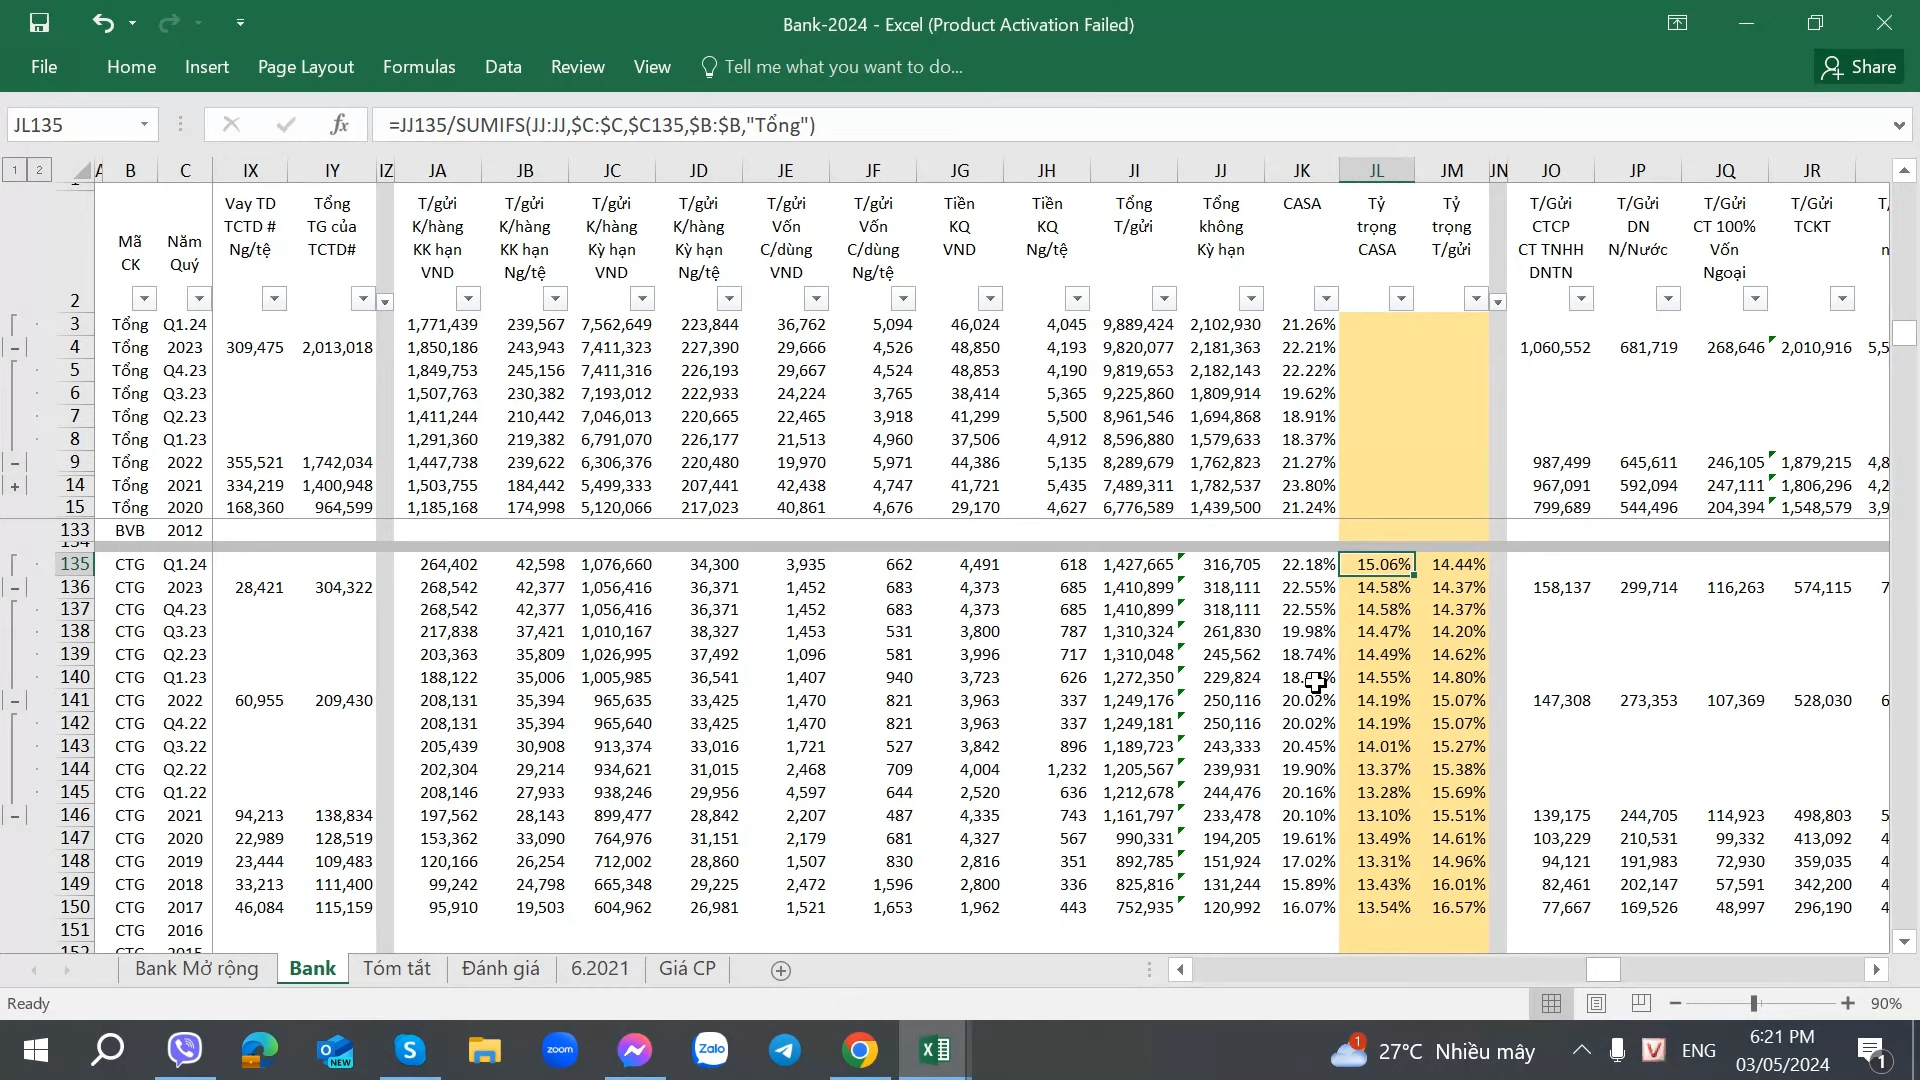 Bank-2024 - Excel (Product Activation Failed)
File Home Insert Page Layout Formulas Data Review View Tell me what you want to do... Share
JL135 fx =JJ135/SUMIFS(JJ:JJ,$C:$C,$C135,$B:$B,"Tổng")
1 2 A B C IX IY IZ JA JB JC JD JE JF JG JH JI JJ JK JL JM JN JO JP JQ JR
Vay TD Tổng T/gửi T/gửi T/gửi T/gửi T/gửi T/gửi Tiền Tiền Tổng Tổng CASA Tỷ Tỷ T/Gửi T/Gửi T/Gửi T/Gửi T/
TCTD # TG của K/hàng K/hàng K/hàng K/hàng Vốn Vốn KQ KQ T/gửi không trọng trọng CTCP DN CT 100% TCKT
Mã Năm Ng/tệ TCTD# KK hạn KK hạn Kỳ hạn Kỳ hạn C/dùng C/dùng VND Ng/tệ Kỳ hạn CASA T/gửi CT TNHH N/Nước Vốn n
CK Quý VND Ng/tệ VND Ng/tệ VND Ng/tệ DNTN Ngoại
2
3 Tổng Q1.24 1,771,439 239,567 7,562,649 223,844 36,762 5,094 46,024 4,045 9,889,424 2,102,930 21.26%
4 Tổng 2023 309,475 2,013,018 1,850,186 243,943 7,411,323 227,390 29,666 4,526 48,850 4,193 9,820,077 2,181,363 22.21% 1,060,552 681,719 268,646 2,010,916 5,5
5 Tổng Q4.23 1,849,753 245,156 7,411,316 226,193 29,667 4,524 48,853 4,190 9,819,653 2,182,143 22.22%
6 Tổng Q3.23 1,507,763 230,382 7,193,012 222,933 24,224 3,765 38,414 5,365 9,225,860 1,809,914 19.62%
7 Tổng Q2.23 1,411,244 210,442 7,046,013 220,665 22,465 3,918 41,299 5,500 8,961,546 1,694,868 18.91%
8 Tổng Q1.23 1,291,360 219,382 6,791,070 226,177 21,513 4,960 37,506 4,912 8,596,880 1,579,633 18.37%
9 Tổng 2022 355,521 1,742,034 1,447,738 239,622 6,306,376 220,480 19,970 5,971 44,386 5,135 8,289,679 1,762,823 21.27% 987,499 645,611 246,105 1,879,215 4,8
14 Tổng 2021 334,219 1,400,948 1,503,755 184,442 5,499,333 207,441 42,438 4,747 41,721 5,435 7,489,311 1,782,537 23.80% 967,091 592,094 247,111 1,806,296 4,2
15 Tổng 2020 168,360 964,599 1,185,168 174,998 5,120,066 217,023 40,861 4,676 29,170 4,627 6,776,589 1,439,500 21.24% 799,689 544,496 204,394 1,548,579 3,9
133 BVB 2012
135 CTG Q1.24 264,402 42,598 1,076,660 34,300 3,935 662 4,491 618 1,427,665 316,705 22.18% 15.06% 14.44%
136 CTG 2023 28,421 304,322 268,542 42,377 1,056,416 36,371 1,452 683 4,373 685 1,410,899 318,111 22.55% 14.58% 14.37% 158,137 299,714 116,263 574,115 7
137 CTG Q4.23 268,542 42,377 1,056,416 36,371 1,452 683 4,373 685 1,410,899 318,111 22.55% 14.58% 14.37%
138 CTG Q3.23 217,838 37,421 1,010,167 38,327 1,453 531 3,800 787 1,310,324 261,830 19.98% 14.47% 14.20%
139 CTG Q2.23 203,363 35,809 1,026,995 37,492 1,096 581 3,996 717 1,310,048 245,562 18.74% 14.49% 14.62%
140 CTG Q1.23 188,122 35,006 1,005,985 36,541 1,407 940 3,723 626 1,272,350 229,824 14.55% 14.80%
141 CTG 2022 60,955 209,430 208,131 35,394 965,635 33,425 1,470 821 3,963 337 1,249,176 250,116 20.02% 14.19% 15.07% 147,308 273,353 107,369 528,030 6
142 CTG Q4.22 208,131 35,394 965,640 33,425 1,470 821 3,963 337 1,249,181 250,116 20.02% 14.19% 15.07%
143 CTG Q3.22 205,439 30,908 913,374 33,016 1,721 527 3,842 896 1,189,723 243,333 20.45% 14.01% 15.27%
144 CTG Q2.22 202,304 29,214 934,621 31,015 2,468 709 4,004 1,232 1,205,567 239,931 19.90% 13.37% 15.38%
145 CTG Q1.22 208,146 27,933 938,246 29,956 4,597 644 2,520 636 1,212,678 244,476 20.16% 13.28% 15.69%
146 CTG 2021 94,213 138,834 197,562 28,143 899,477 28,842 2,207 487 4,335 743 1,161,797 233,478 20.10% 13.10% 15.51% 139,175 244,705 114,923 498,803 5
147 CTG 2020 22,989 128,519 153,362 33,090 764,976 31,151 2,179 681 4,327 567 990,331 194,205 19.61% 13.49% 14.61% 103,229 210,531 99,332 413,092 4
148 CTG 2019 23,444 109,483 120,166 26,254 712,002 28,860 1,507 830 2,816 351 892,785 151,924 17.02% 13.31% 14.96% 94,121 191,983 72,930 359,035 4
149 CTG 2018 33,213 111,400 99,242 24,798 665,348 29,225 2,472 1,596 2,800 336 825,816 131,244 15.89% 13.43% 16.01% 82,461 202,147 57,591 342,200 4
150 CTG 2017 46,084 115,159 95,910 19,503 604,962 26,981 1,521 1,653 1,962 443 752,935 120,992 16.07% 13.54% 16.57% 77,667 169,526 48,997 296,190 4
151 CTG 2016
Bank Mở rộng Bank Tóm tắt Đánh giá 6.2021 Giá CP
Ready 90%
NEW zoom Zalo 1 27°C Nhiều mây ENG 6:21 PM 1
03/05/2024